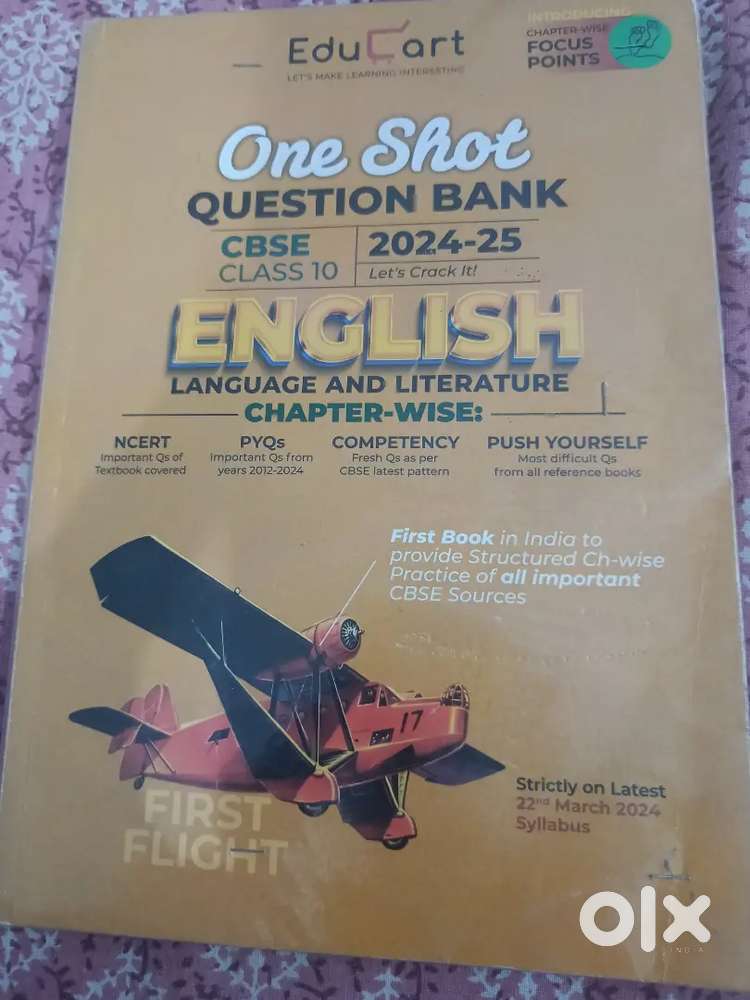 EduCart
LET'S MAKE LEARNING INTERESTING
INTRODUCING
CHAPTER-WISE
FOCUS
POINTS
One Shot
QUESTION BANK
CBSE
CLASS 10
2024-25
Let's Crack It!
ENGLISH
LANGUAGE AND LITERATURE
CHAPTER-WISE:
NCERT
Important Qs of
Textbook covered
PYQs
Important Qs from
years 2012-2024
COMPETENCY
Fresh Qs as per
CBSE latest pattern
PUSH YOURSELF
Most difficult Qs
from all reference books
First Book in India to
provide Structured Ch-wise
Practice of all important
CBSE Sources
17
FIRST
FLIGHT
Strictly on Latest
22nd March 2024
Syllabus
olx
INDIA